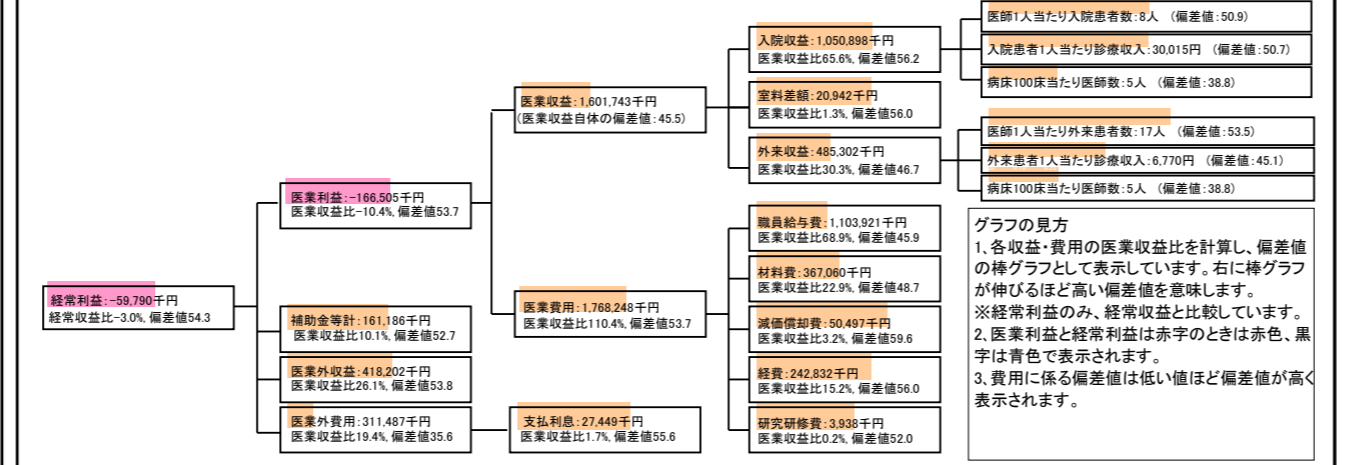 経常利益:-59,790千円
経常収益比-3.0%, 偏差値54.3
医業利益:-166,505千円
医業収益比-10.4%, 偏差値53.7
補助金等計:161,186千円
医業収益比10.1%, 偏差値52.7
医業外収益:418,202千円
医業収益比26.1%, 偏差値53.8
医業外費用:311,487千円
医業収益比19.4%, 偏差値35.6
医業収益:1,601,743千円
(医業収益自体の偏差値:45.5)
医業費用:1,768,248千円
医業収益比110.4%, 偏差値53.7
支払利息:27,449千円
医業収益比1.7%, 偏差値55.6
入院収益:1,050,898千円
医業収益比65.6%, 偏差値56.2
室料差額:20,942千円
医業収益比1.3%, 偏差値56.0
外来収益:485,302千円
医業収益比30.3%, 偏差値46.7
職員給与費:1,103,921千円
医業収益比68.9%, 偏差値45.9
材料費:367,060千円
医業収益比22.9%, 偏差値48.7
減価償却費:50,497千円
医業収益比3.2%, 偏差値59.6
経費:242,832千円
医業収益比15.2%, 偏差値56.0
研究研修費:3,938千円
医業収益比0.2%, 偏差値52.0
医師1人当たり入院患者数:8人 (偏差値:50.9)
入院患者1人当たり診療収入:30,015円 (偏差値:50.7)
病床100床当たり医師数:5人 (偏差値:38.8)
医師1人当たり外来患者数:17人 (偏差値:53.5)
外来患者1人当たり診療収入:6,770円 (偏差値:45.1)
病床100床当たり医師数:5人 (偏差値:38.8)
グラフの見方
1、各収益・費用の医業収益比を計算し、偏差値
の棒グラフとして表示しています。右に棒グラフ
が伸びるほど高い偏差値を意味します。
※経常利益のみ、経常収益と比較しています。
2、医業利益と経常利益は赤字のときは赤色、黒
字は青色で表示されます。
3、費用に係る偏差値は低い値ほど偏差値が高く
表示されます。